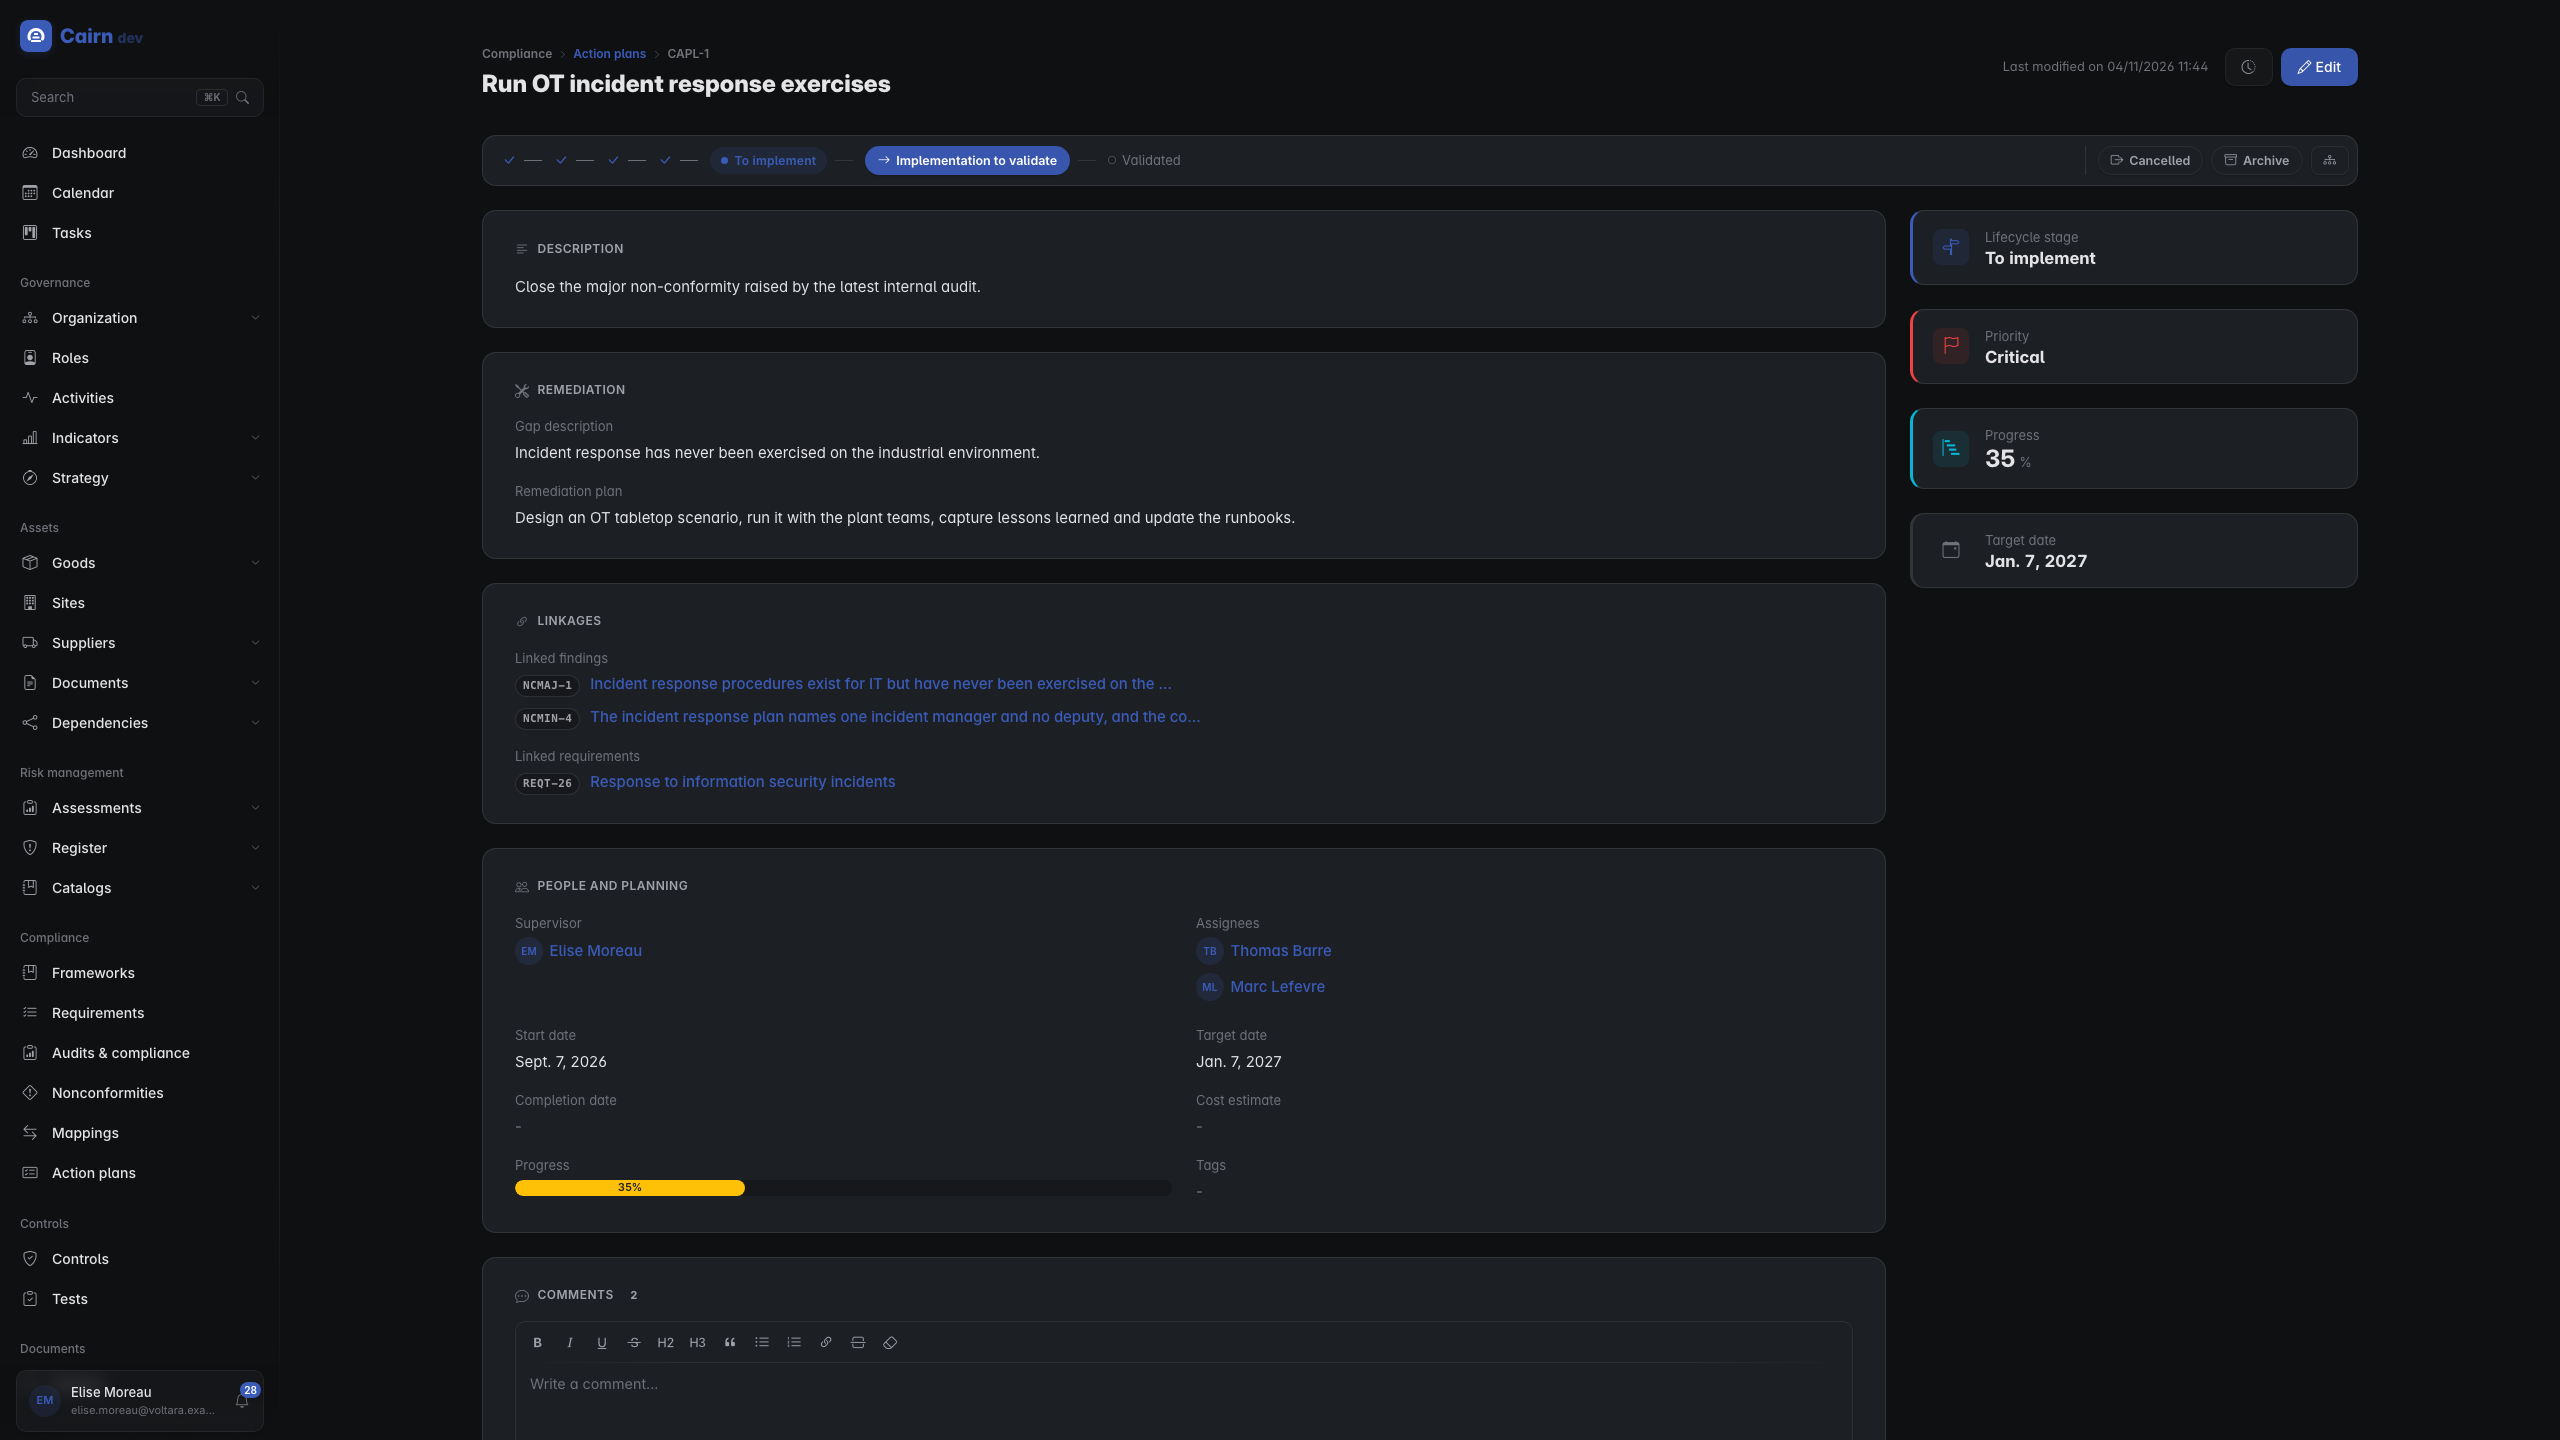 Cairn dev
Search ⌘K
Dashboard
Calendar
Tasks
Governance
Organization
Roles
Activities
Indicators
Strategy
Assets
Goods
Sites
Suppliers
Documents
Dependencies
Risk management
Assessments
Register
Catalogs
Compliance
Frameworks
Requirements
Audits & compliance
Nonconformities
Mappings
Action plans
Controls
Controls
Tests
Documents
EM
Elise Moreau
elise.moreau@voltara.exa...
28
Compliance > Action plans > CAPL-1
Run OT incident response exercises
Last modified on 04/11/2026 11:44
Edit
To implement
Implementation to validate
Validated
Cancelled
Archive
DESCRIPTION
Close the major non-conformity raised by the latest internal audit.
REMEDIATION
Gap description
Incident response has never been exercised on the industrial environment.
Remediation plan
Design an OT tabletop scenario, run it with the plant teams, capture lessons learned and update the runbooks.
LINKAGES
Linked findings
NCMAJ-1 Incident response procedures exist for IT but have never been exercised on the ...
NCMIN-4 The incident response plan names one incident manager and no deputy, and the co...
Linked requirements
REQT-26 Response to information security incidents
PEOPLE AND PLANNING
Supervisor
EM Elise Moreau
Assignees
TB Thomas Barre
ML Marc Lefevre
Start date
Sept. 7, 2026
Target date
Jan. 7, 2027
Completion date
-
Cost estimate
-
Progress
35%
Tags
-
COMMENTS 2
B I U S H2 H3
Write a comment...
Lifecycle stage
To implement
Priority
Critical
Progress
35 %
Target date
Jan. 7, 2027